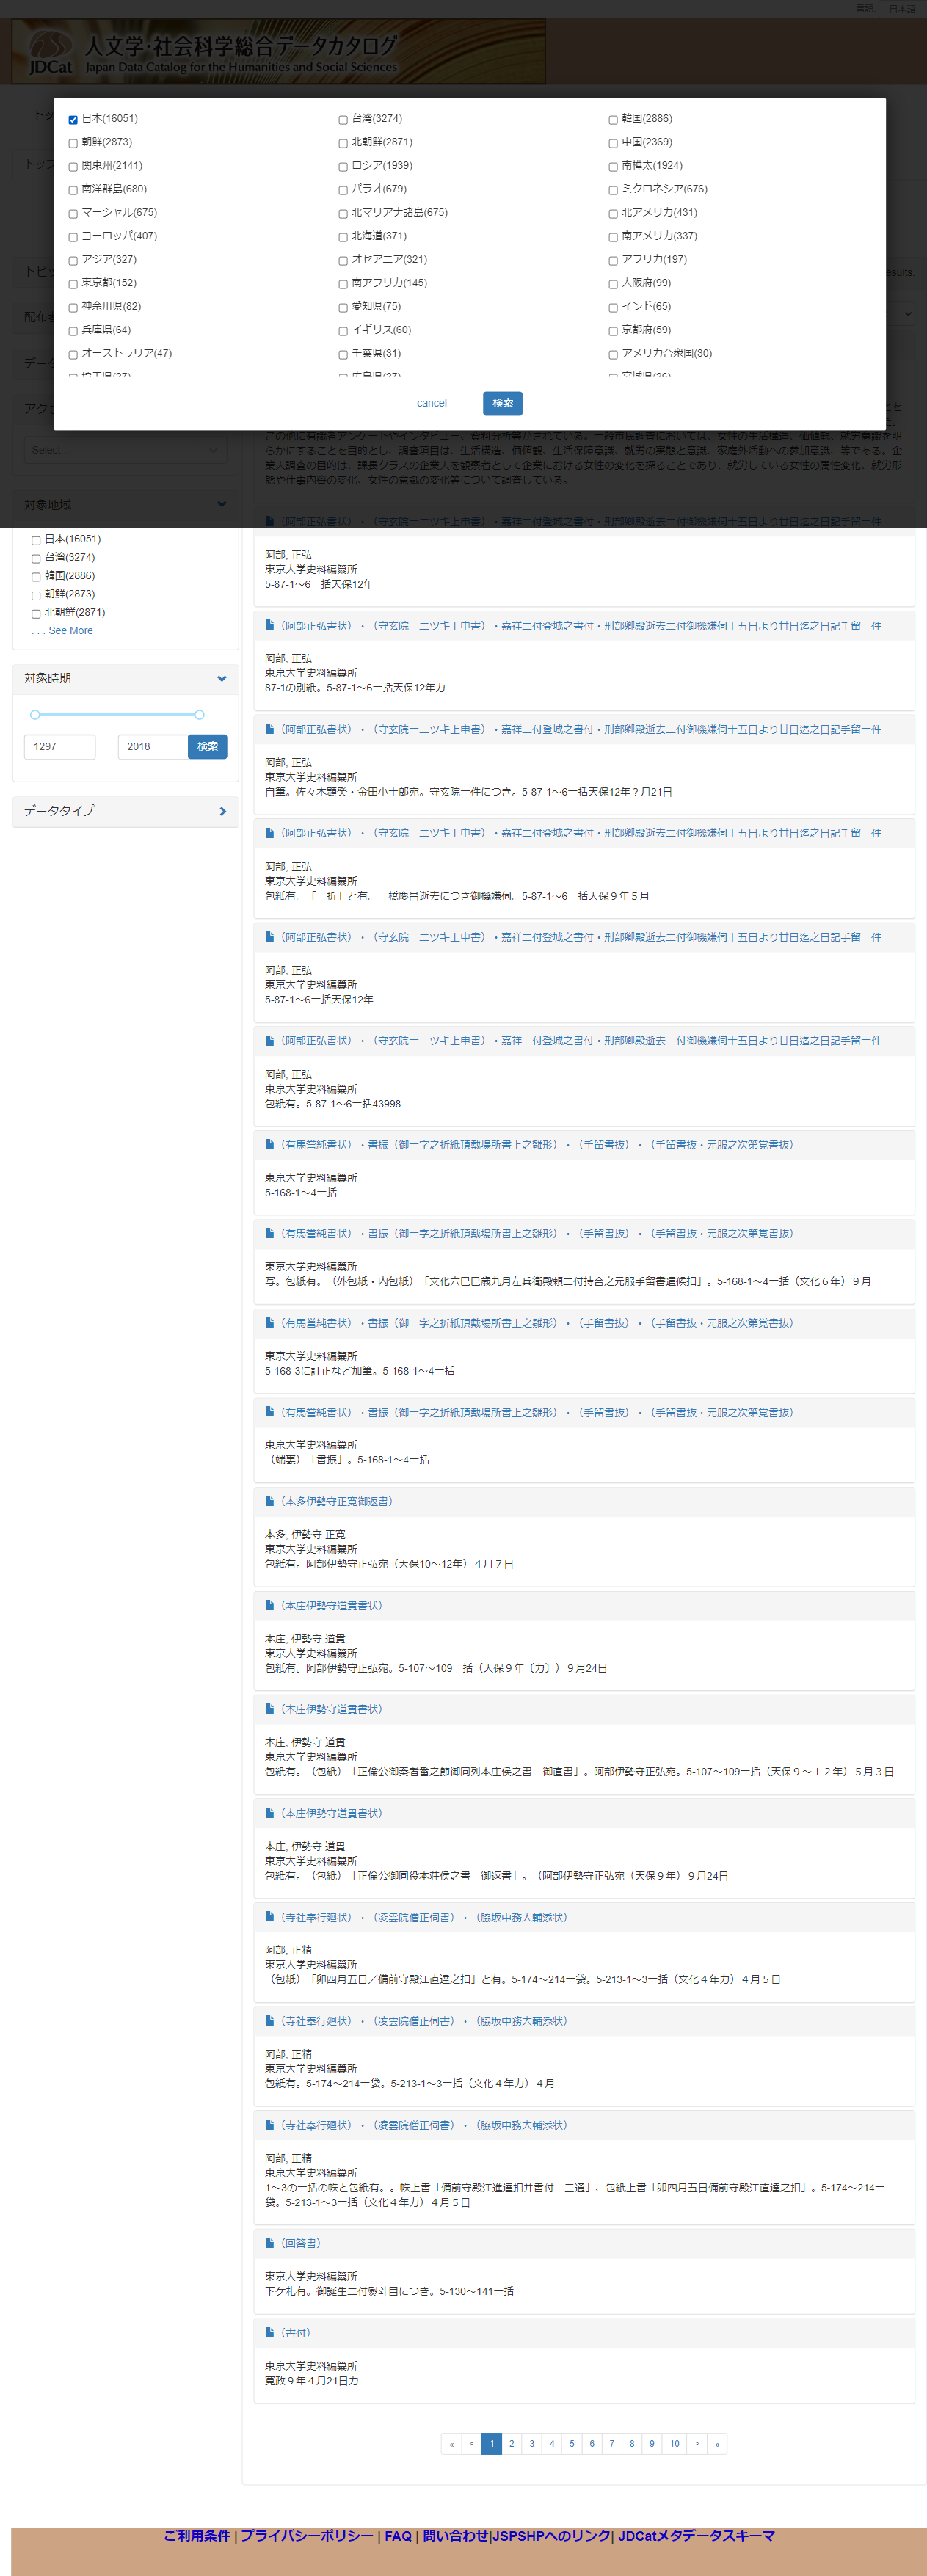 言語 日本語
JDCat 人文学・社会科学総合データカタログ
Japan Data Catalog for the Humanities and Social Sciences
日本(16051) 台湾(3274) 韓国(2886)
朝鮮(2873) 北朝鮮(2871) 中国(2369)
関東州(2141) ロシア(1939) 南樺太(1924)
南洋群島(680) パラオ(679) ミクロネシア(676)
マーシャル(675) 北マリアナ諸島(675) 北アメリカ(431)
ヨーロッパ(407) 北海道(371) 南アメリカ(337)
アジア(327) オセアニア(321) アフリカ(197)
東京都(152) 南アフリカ(145) 大阪府(99)
神奈川県(82) 愛知県(75) インド(65)
兵庫県(64) イギリス(60) 京都府(59)
オーストラリア(47) 千葉県(31) アメリカ合衆国(30)
埼玉県(27) 広島県(27) 宮城県(26)
cancel 検索
この他に有識者アンケートやインタビュー、資料分析等がされている。一般市民調査においては、女性の生活構造、価値観、就労意識を明
らかにすることを目的とし、調査項目は、生活構造、価値観、生活保障意識、就労の実態と意識、家庭外活動への参加意識、等である。企
業人調査の目的は、課長クラスの企業人を観察者として企業における女性の変化を探ることであり、就労している女性の属性変化、就労形
態や仕事内容の変化、女性の意識の変化等について調査している。
Select...
対象地域
日本(16051)
台湾(3274)
韓国(2886)
朝鮮(2873)
北朝鮮(2871)
. . . See More
対象時期
1297 2018 検索
データタイプ
（阿部正弘書状）・（守玄院一ニツキ上申書）・嘉祥ニ付登城之書付・刑部卿殿逝去ニ付御機嫌伺十五日より廿日迄之日記手留一件
阿部, 正弘
東京大学史料編纂所
5-87-1～6一括天保12年
（阿部正弘書状）・（守玄院一ニツキ上申書）・嘉祥ニ付登城之書付・刑部卿殿逝去ニ付御機嫌伺十五日より廿日迄之日記手留一件
阿部, 正弘
東京大学史料編纂所
87-1の別紙。5-87-1～6一括天保12年カ
（阿部正弘書状）・（守玄院一ニツキ上申書）・嘉祥ニ付登城之書付・刑部卿殿逝去ニ付御機嫌伺十五日より廿日迄之日記手留一件
阿部, 正弘
東京大学史料編纂所
自筆。佐々木顕発・金田小十郎宛。守玄院一件につき。5-87-1～6一括天保12年？月21日
（阿部正弘書状）・（守玄院一ニツキ上申書）・嘉祥ニ付登城之書付・刑部卿殿逝去ニ付御機嫌伺十五日より廿日迄之日記手留一件
阿部, 正弘
東京大学史料編纂所
包紙有。「一折」と有。一橋慶昌逝去につき御機嫌伺。5-87-1～6一括天保９年５月
（阿部正弘書状）・（守玄院一ニツキ上申書）・嘉祥ニ付登城之書付・刑部卿殿逝去ニ付御機嫌伺十五日より廿日迄之日記手留一件
阿部, 正弘
東京大学史料編纂所
5-87-1～6一括天保12年
（阿部正弘書状）・（守玄院一ニツキ上申書）・嘉祥ニ付登城之書付・刑部卿殿逝去ニ付御機嫌伺十五日より廿日迄之日記手留一件
阿部, 正弘
東京大学史料編纂所
包紙有。5-87-1～6一括43998
（有馬誉純書状）・書振（御一字之折紙頂戴場所書上之雛形）・（手留書抜）・（手留書抜・元服之次第覚書抜）
東京大学史料編纂所
5-168-1～4一括
（有馬誉純書状）・書振（御一字之折紙頂戴場所書上之雛形）・（手留書抜）・（手留書抜・元服之次第覚書抜）
東京大学史料編纂所
写。包紙有。（外包紙・内包紙）「文化六巳巳歳九月左兵衛殿頼ニ付持合之元服手留書遣候扣」。5-168-1～4一括（文化６年）９月
（有馬誉純書状）・書振（御一字之折紙頂戴場所書上之雛形）・（手留書抜）・（手留書抜・元服之次第覚書抜）
東京大学史料編纂所
5-168-3に訂正など加筆。5-168-1～4一括
（有馬誉純書状）・書振（御一字之折紙頂戴場所書上之雛形）・（手留書抜）・（手留書抜・元服之次第覚書抜）
東京大学史料編纂所
（端裏）「書振」。5-168-1～4一括
（本多伊勢守正寛御返書）
本多, 伊勢守 正寛
東京大学史料編纂所
包紙有。阿部伊勢守正弘宛（天保10～12年）４月７日
（本庄伊勢守道貫書状）
本庄, 伊勢守 道貫
東京大学史料編纂所
包紙有。阿部伊勢守正弘宛。5-107～109一括（天保９年〔カ〕）９月24日
（本庄伊勢守道貫書状）
本庄, 伊勢守 道貫
東京大学史料編纂所
包紙有。（包紙）「正倫公御奏者番之節御同列本庄侯之書　御直書」。阿部伊勢守正弘宛。5-107～109一括（天保９～１２年）５月３日
（本庄伊勢守道貫書状）
本庄, 伊勢守 道貫
東京大学史料編纂所
包紙有。（包紙）「正倫公御同役本荘侯之書　御返書」。（阿部伊勢守正弘宛（天保９年）９月24日
（寺社奉行廻状）・（凌雲院僧正伺書）・（脇坂中務大輔添状）
阿部, 正精
東京大学史料編纂所
（包紙）「卯四月五日／備前守殿江直達之扣」と有。5-174～214一袋。5-213-1～3一括（文化４年カ）４月５日
（寺社奉行廻状）・（凌雲院僧正伺書）・（脇坂中務大輔添状）
阿部, 正精
東京大学史料編纂所
包紙有。5-174～214一袋。5-213-1～3一括（文化４年カ）４月
（寺社奉行廻状）・（凌雲院僧正伺書）・（脇坂中務大輔添状）
阿部, 正精
東京大学史料編纂所
1～3の一括の帙と包紙有。。帙上書「備前守殿江進達扣并書付　三通」、包紙上書「卯四月五日備前守殿江直達之扣」。5-174～214一
袋。5-213-1～3一括（文化４年カ）４月５日
（回答書）
東京大学史料編纂所
下ケ札有。御誕生ニ付熨斗目につき。5-130～141一括
（書付）
東京大学史料編纂所
寛政９年４月21日カ
« < 1 2 3 4 5 6 7 8 9 10 > »
ご利用条件 | プライバシーポリシー | FAQ | 問い合わせ|JSPSHPへのリンク| JDCatメタデータスキーマ